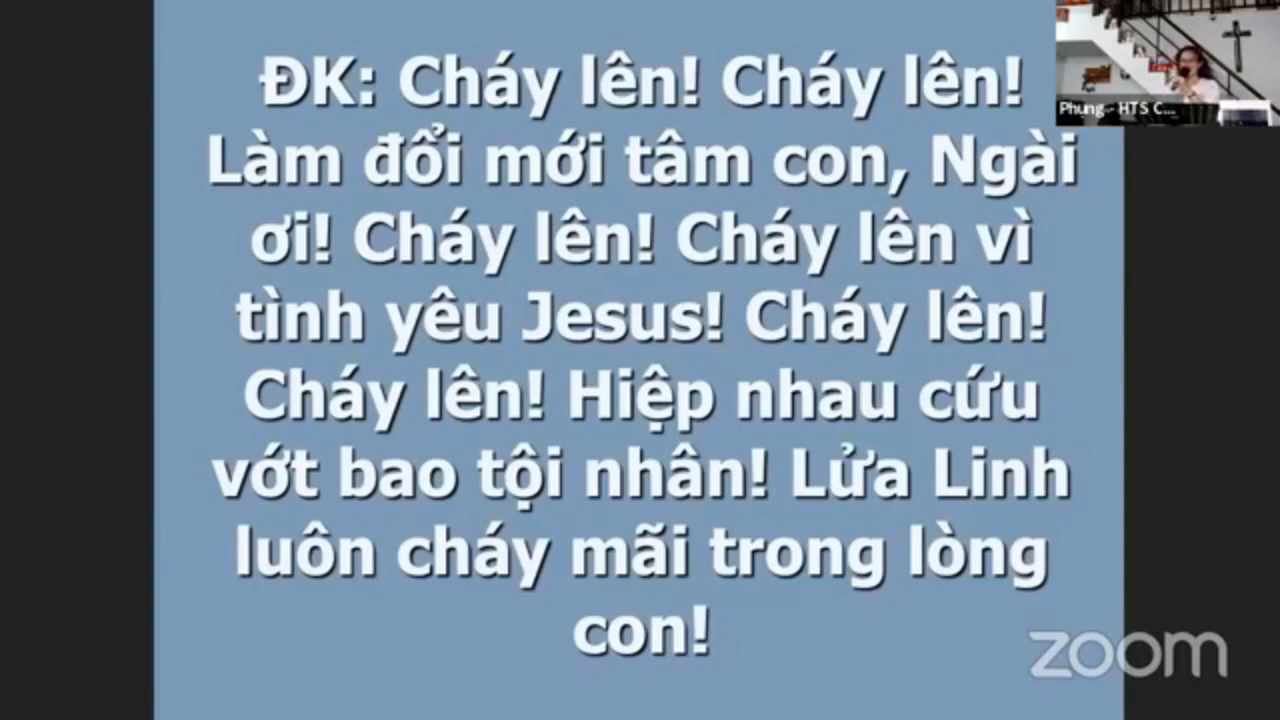 ĐK: Cháy lên! Cháy lên!
Làm đổi mới tâm con, Ngài
ơi! Cháy lên! Cháy lên vì
tình yêu Jesus! Cháy lên!
Cháy lên! Hiệp nhau cứu
vớt bao tội nhân! Lửa Linh
luôn cháy mãi trong lòng
con!
Phung - HTS C...
zoom